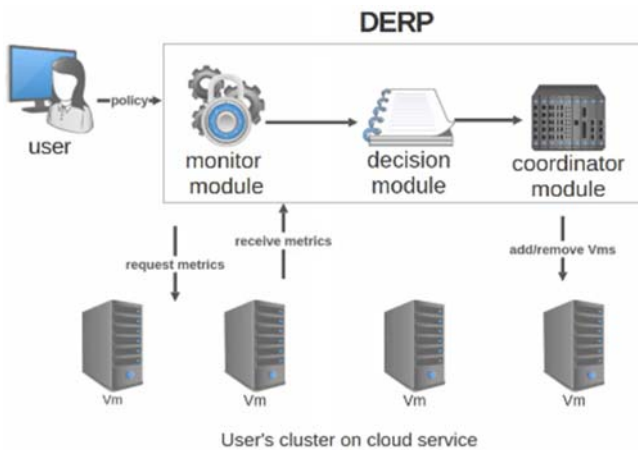 DERP
policy
user
monitor
module
decision
module
coordinator
module
request metrics
receive metrics
add/remove Vms
Vm
Vm
Vm
Vm
User's cluster on cloud service